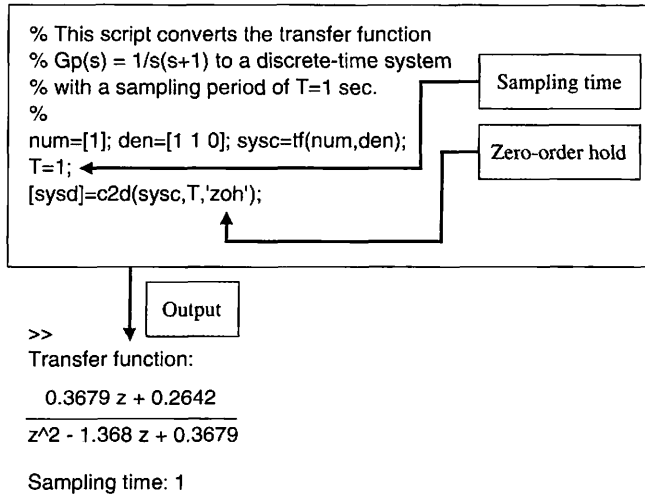 % This script converts the transfer function
% Gp(s) = 1/s(s+1) to a discrete-time system
% with a sampling period of T=1 sec.
%
num=[1]; den=[1 1 0]; sysc=tf(num,den);
T=1;
[sysd]=c2d(sysc,T,'zoh');
Sampling time
Zero-order hold
Output
>>
Transfer function:
0.3679 z + 0.2642
z^2 - 1.368 z + 0.3679
Sampling time: 1